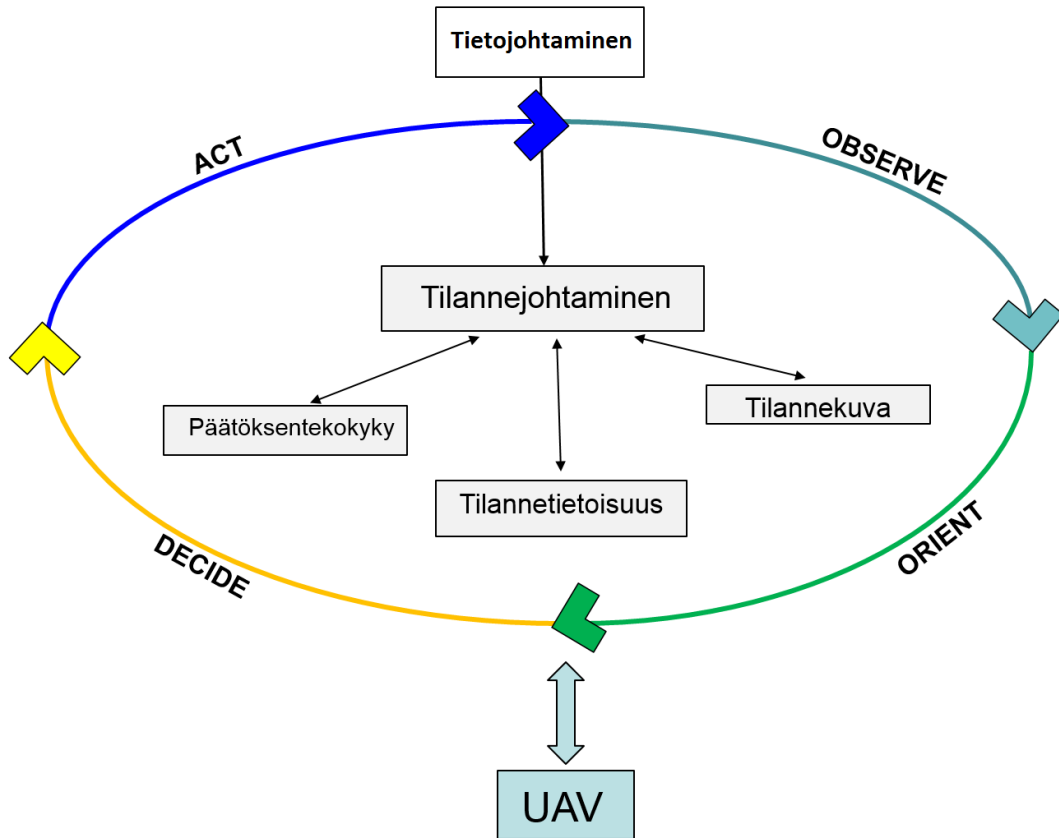 Tietojohtaminen
ACT
OBSERVE
Tilannejohtaminen
Päätöksentekokyky
Tilannekuva
Tilannetietoisuus
DECIDE
ORIENT
UAV